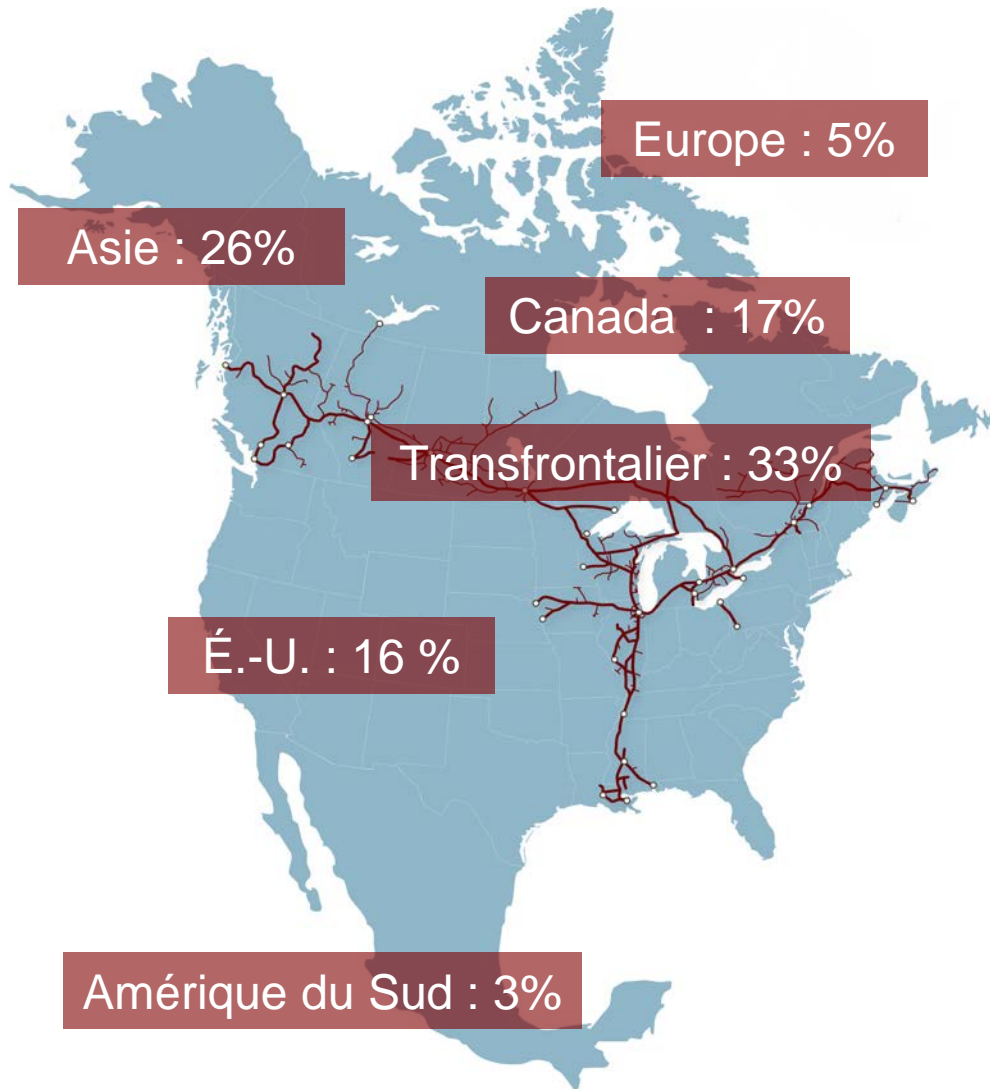 Europe : 5%
Asie : 26%
Canada : 17%
Transfrontalier : 33%
É.-U. : 16 %
Amérique du Sud : 3%